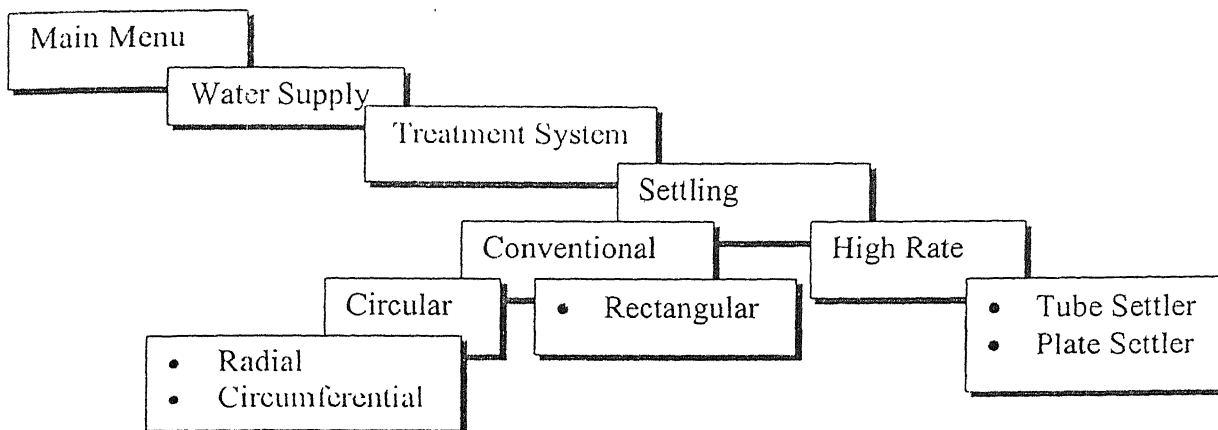 Main Menu
Water Supply
Treatment System
Settling
Conventional
High Rate
Circular
• Rectangular
• Tube Settler
• Plate Settler
• Radial
• Circumferential